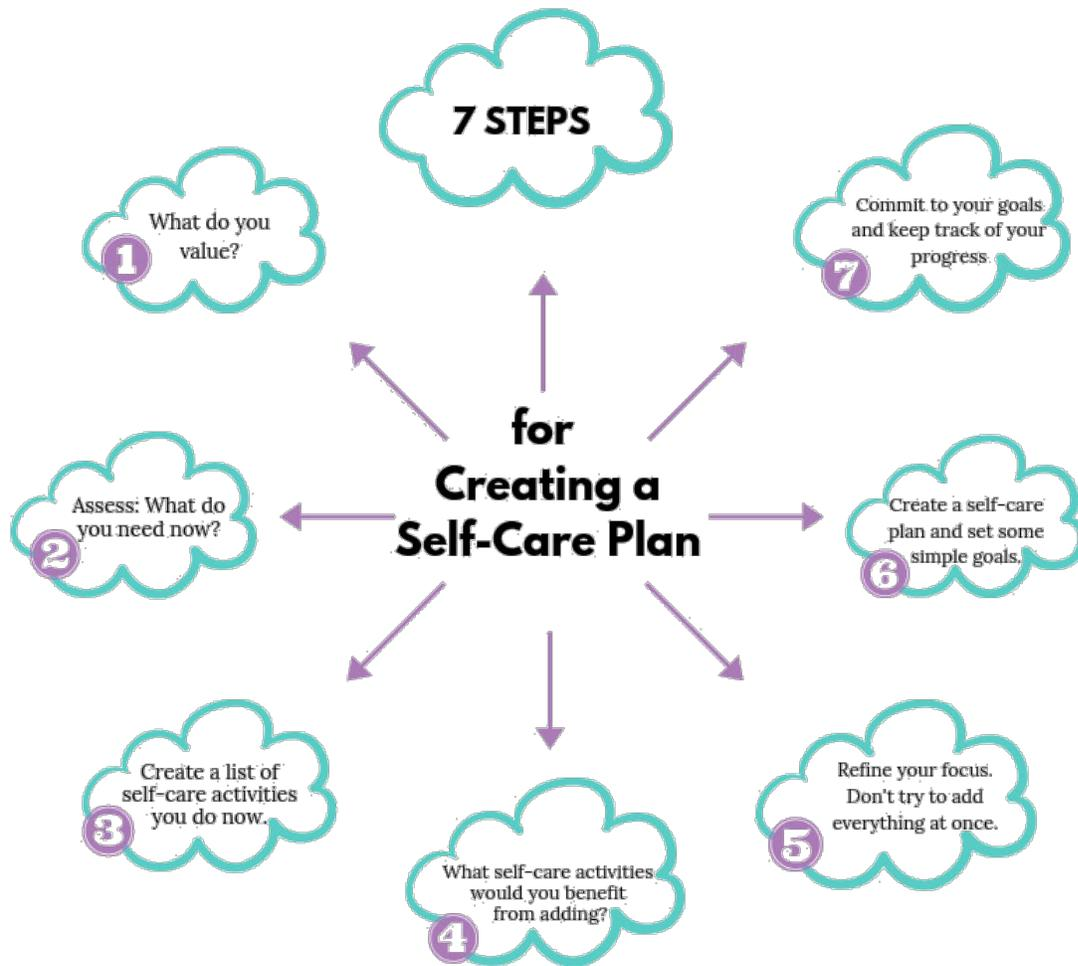 7 STEPS
for
Creating a
Self-Care Plan
1
What do you
value?
2
Assess: What do
you need now?
3
Create a list of
self-care activities
you do now.
4
What self-care activities
would you benefit
from adding?
5
Refine your focus.
Don't try to add
everything at once.
6
Create a self-care
plan and set some
simple goals.
7
Commit to your goals
and keep track of your
progress